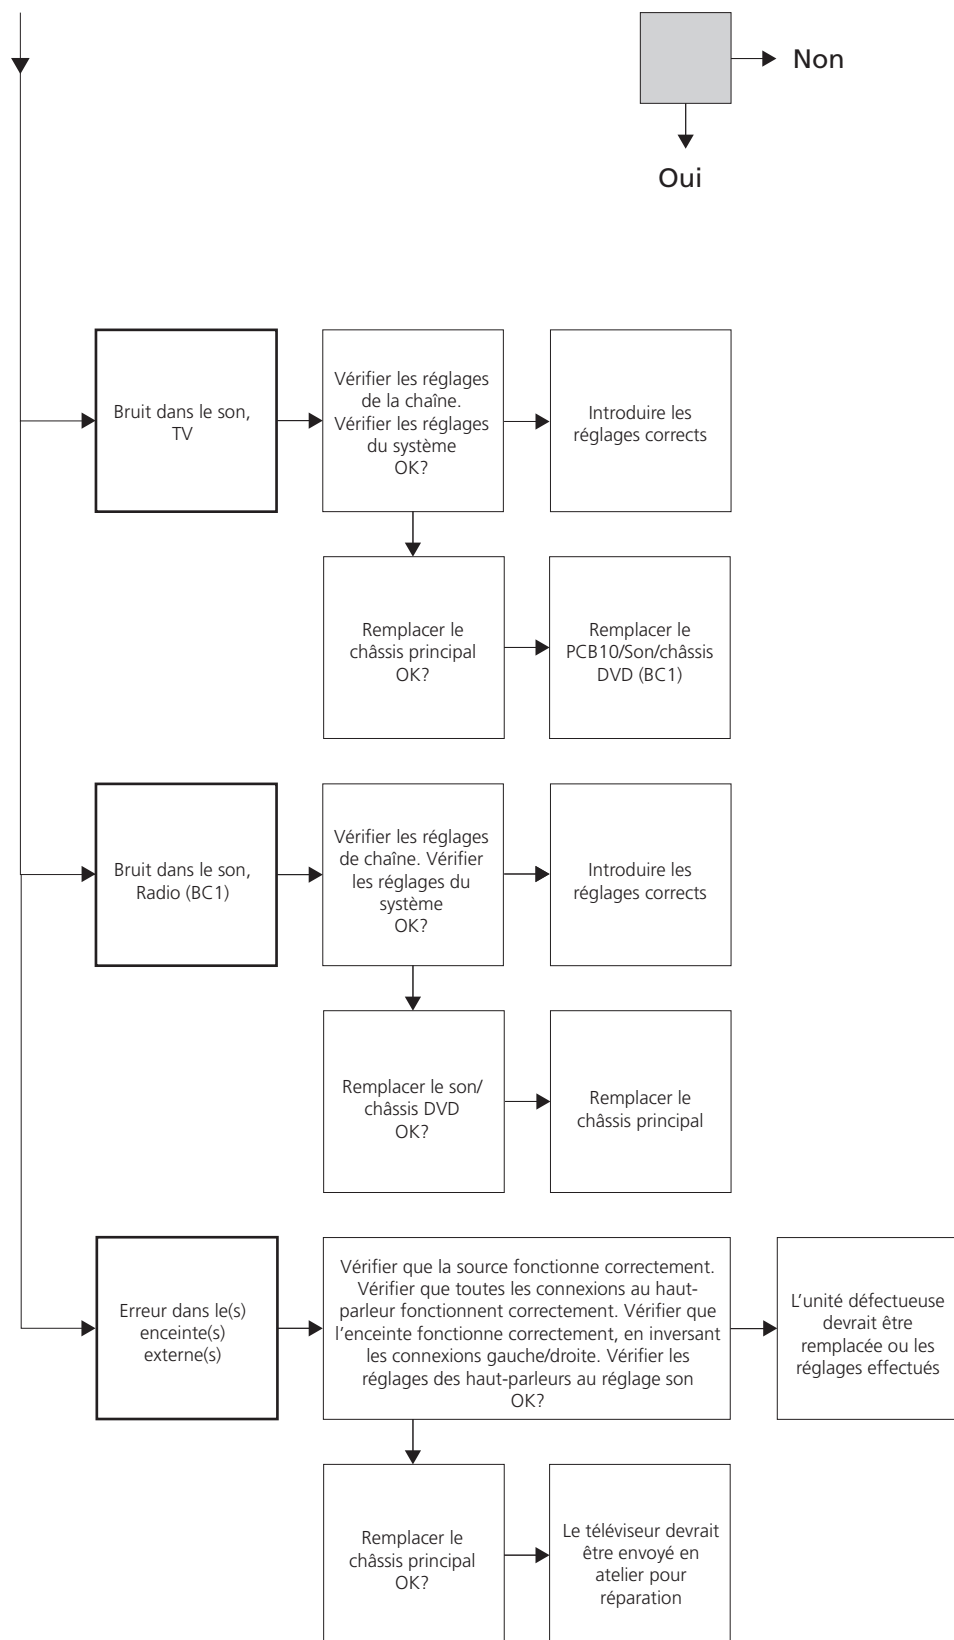 Non
Oui
Bruit dans le son,
TV
Vérifier les réglages
de la chaîne.
Vérifier les réglages
du système
OK?
Introduire les
réglages corrects
Remplacer le
châssis principal
OK?
Remplacer le
PCB10/Son/châssis
DVD (BC1)
Bruit dans le son,
Radio (BC1)
Vérifier les réglages
de chaîne. Vérifier
les réglages du
système
OK?
Introduire les
réglages corrects
Remplacer le son/
châssis DVD
OK?
Remplacer le
châssis principal
Erreur dans le(s)
enceinte(s)
externe(s)
Vérifier que la source fonctionne correctement.
Vérifier que toutes les connexions au haut-
parleur fonctionnent correctement. Vérifier que
l'enceinte fonctionne correctement, en inversant
les connexions gauche/droite. Vérifier les
réglages des haut-parleurs au réglage son
OK?
L'unité défectueuse
devrait être
remplacée ou les
réglages effectués
Remplacer le
châssis principal
OK?
Le téléviseur devrait
être envoyé en
atelier pour
réparation